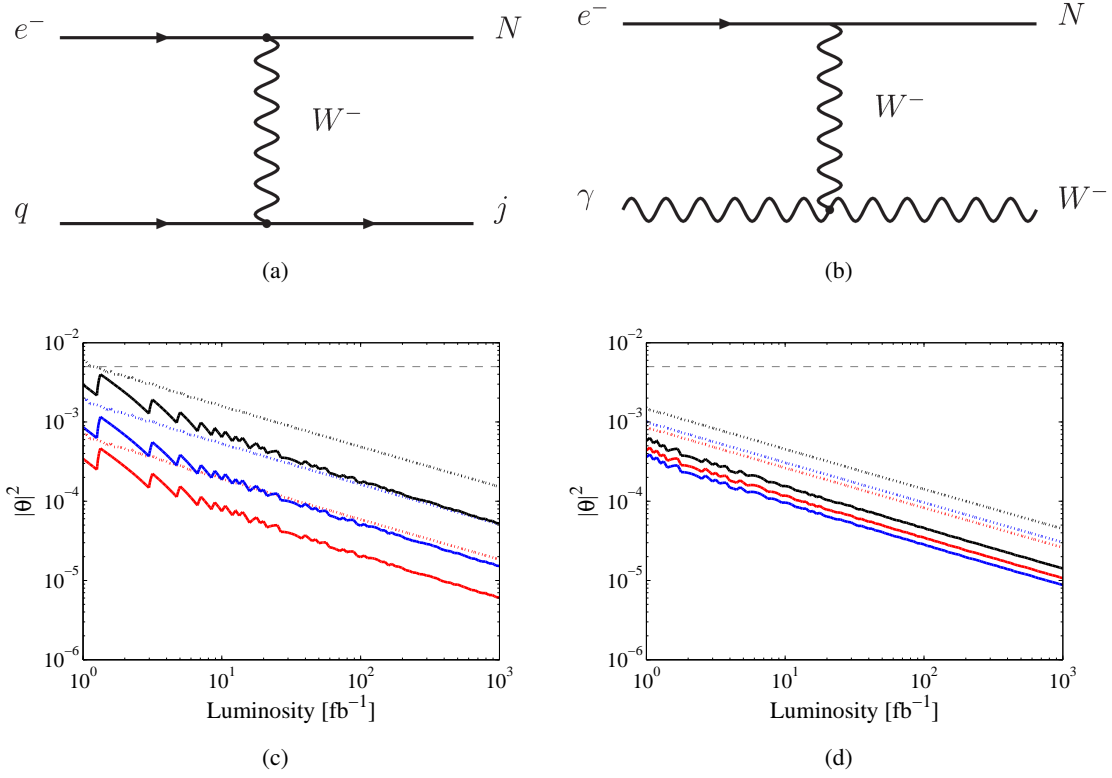 e⁻ N
W⁻
q j
(a)
e⁻ N
W⁻
γ W⁻
(b)
10⁻²
10⁻³
10⁻⁴
10⁻⁵
10⁻⁶
|θ|²
10⁰ 10¹ 10² 10³
Luminosity [fb⁻¹]
(c)
10⁻²
10⁻³
10⁻⁴
10⁻⁵
10⁻⁶
|θ|²
10⁰ 10¹ 10² 10³
Luminosity [fb⁻¹]
(d)